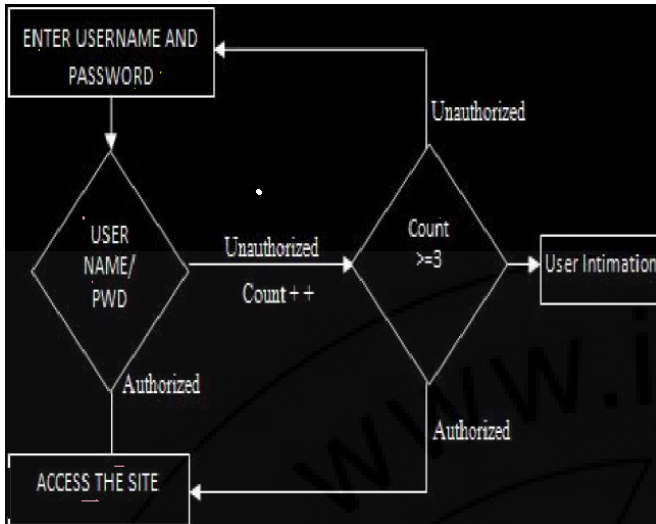 ENTER USERNAME AND
PASSWORD
Unauthorized
USER
NAME/
PWD
Unauthorized
Count + +
Count
>=3
User Intimation
Authorized
Authorized
ACCESS THE SITE
www.i